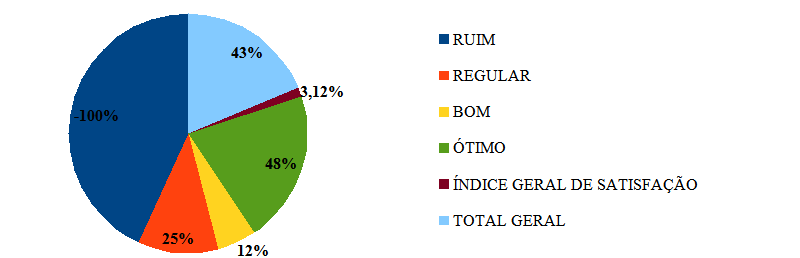 43%
3,12%
-100%
48%
25%
12%
RUIM
REGULAR
BOM
ÓTIMO
ÍNDICE GERAL DE SATISFAÇÃO
TOTAL GERAL